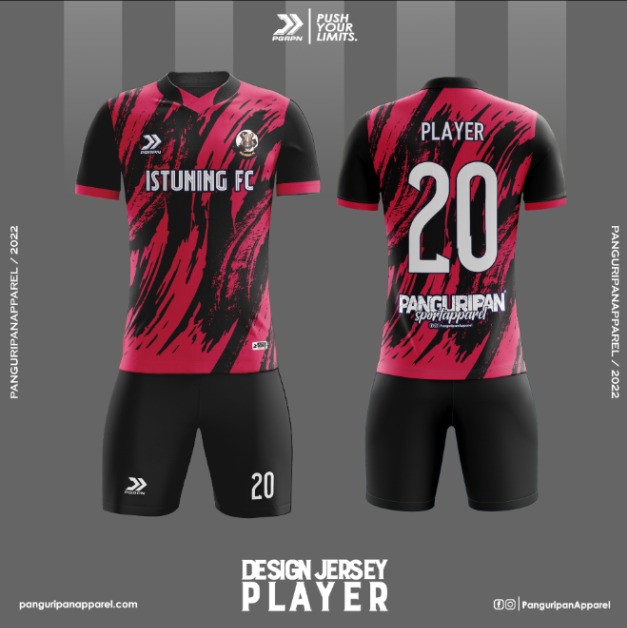 PGRPN
PUSH
YOUR
LIMITS.
PGRPN
ISTUNING FC
PLAYER
20
PANGURIPAN
sportapparel
PanguripanApparel
PGRPN
20
PANGURIPANAPPAREL / 2022
PANGURIPANAPPAREL / 2022
DESIGN JERSEY
PLAYER
panguripanapparel.com
PanguripanApparel